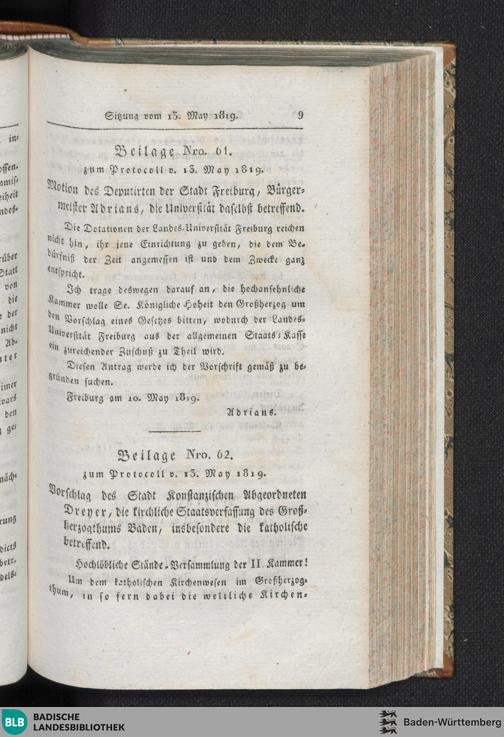 Sitzung vom 13. May 1819. 9
Beilage Nro. 61.
zum Protocoll v. 13. May 1819.
Motion des Deputirten der Stadt Freiburg, Bürger-
meister Adrians, die Universität daselbst betreffend.
Die Dotationen der Landes-Universität Freiburg reichen
nicht hin, ihr jene Einrichtung zu geben, die dem Be-
dürfniß der Zeit angemessen ist und dem Zwecke ganz
entspricht.
Ich trage deswegen darauf an, die hochansehnliche
Kammer wolle Se. Königliche Hoheit den Großherzog um
den Vorschlag eines Gesetzes bitten, wodurch der Landes-
Universität Freiburg aus der allgemeinen Staats-Kasse
ein zureichender Zuschuß zu Theil wird.
Diesen Antrag werde ich der Vorschrift gemäß zu be-
gründen suchen.
Freiburg am 10. May 1819.
Adrians.
Beilage Nro. 62.
zum Protocoll v. 13. May 1819.
Vorschlag des Stadt Konstanzischen Abgeordneten
Dreyer, die kirchliche Staatsverfassung des Groß-
herzogthums Baden, insbesondere die katholische
betreffend.
Hochlöbliche Stände-Versammlung der II. Kammer!
Um dem katholischen Kirchenwesen im Großherzog-
thum, in so fern dabei die weltliche Kirchen-
BLB BADISCHE
LANDESBIBLIOTHEK
Baden-Württemberg